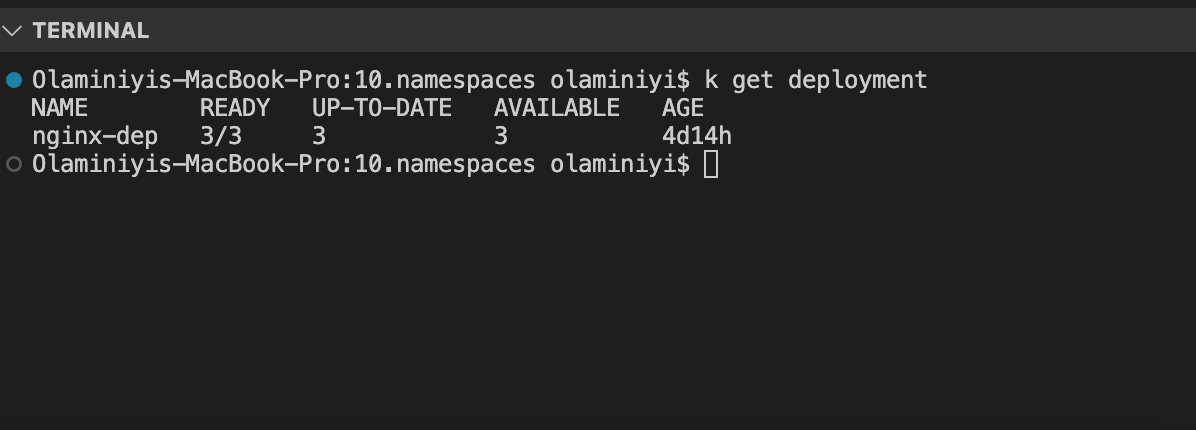 TERMINAL
Olaminiyis-MacBook-Pro:10.namespaces olaminiyi$ k get deployment
NAME READY UP-TO-DATE AVAILABLE AGE
nginx-dep 3/3 3 3 4d14h
Olaminiyis-MacBook-Pro:10.namespaces olaminiyi$